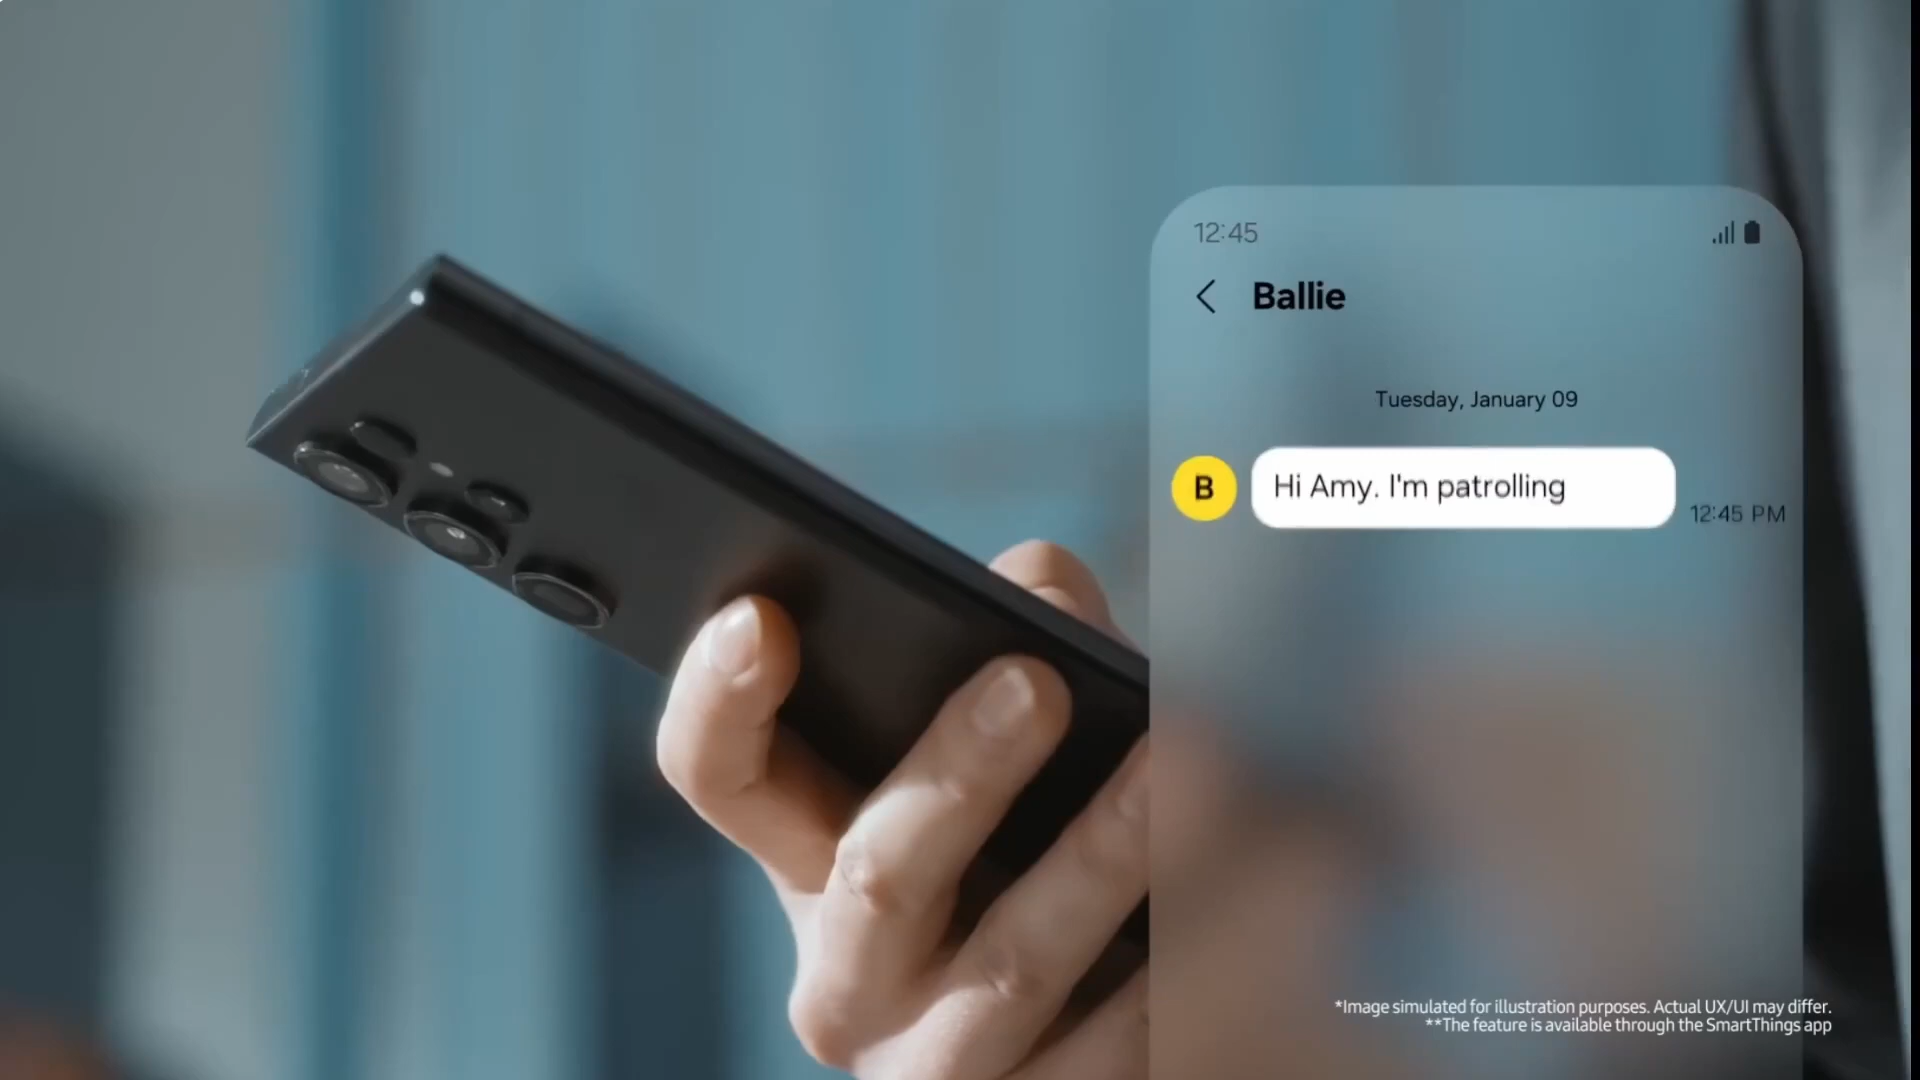 12:45
Ballie
Tuesday, January 09
B
Hi Amy. I'm patrolling
12:45 PM
*Image simulated for illustration purposes. Actual UX/UI may differ.
**The feature is available through the SmartThings app